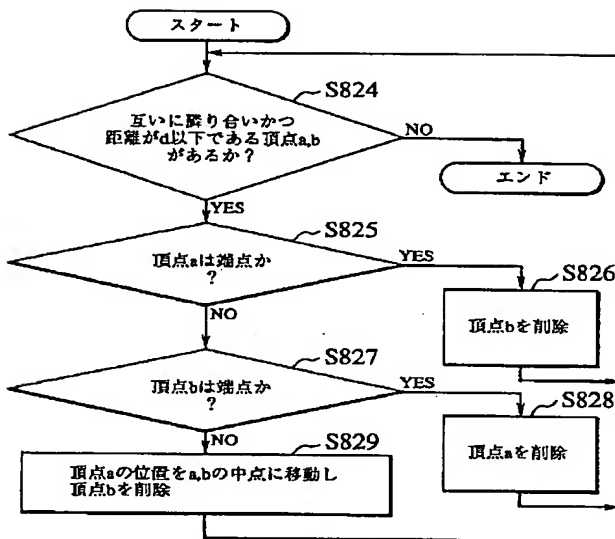 スタート
S824
互いに隣り合いかつ
距離がd以下である頂点a,b
があるか？
NO
エンド
YES
S825
頂点aは端点か
？
YES
S826
頂点bを削除
NO
S827
頂点bは端点か
？
YES
S828
頂点aを削除
NO
S829
頂点aの位置をa,bの中点に移動し
頂点bを削除